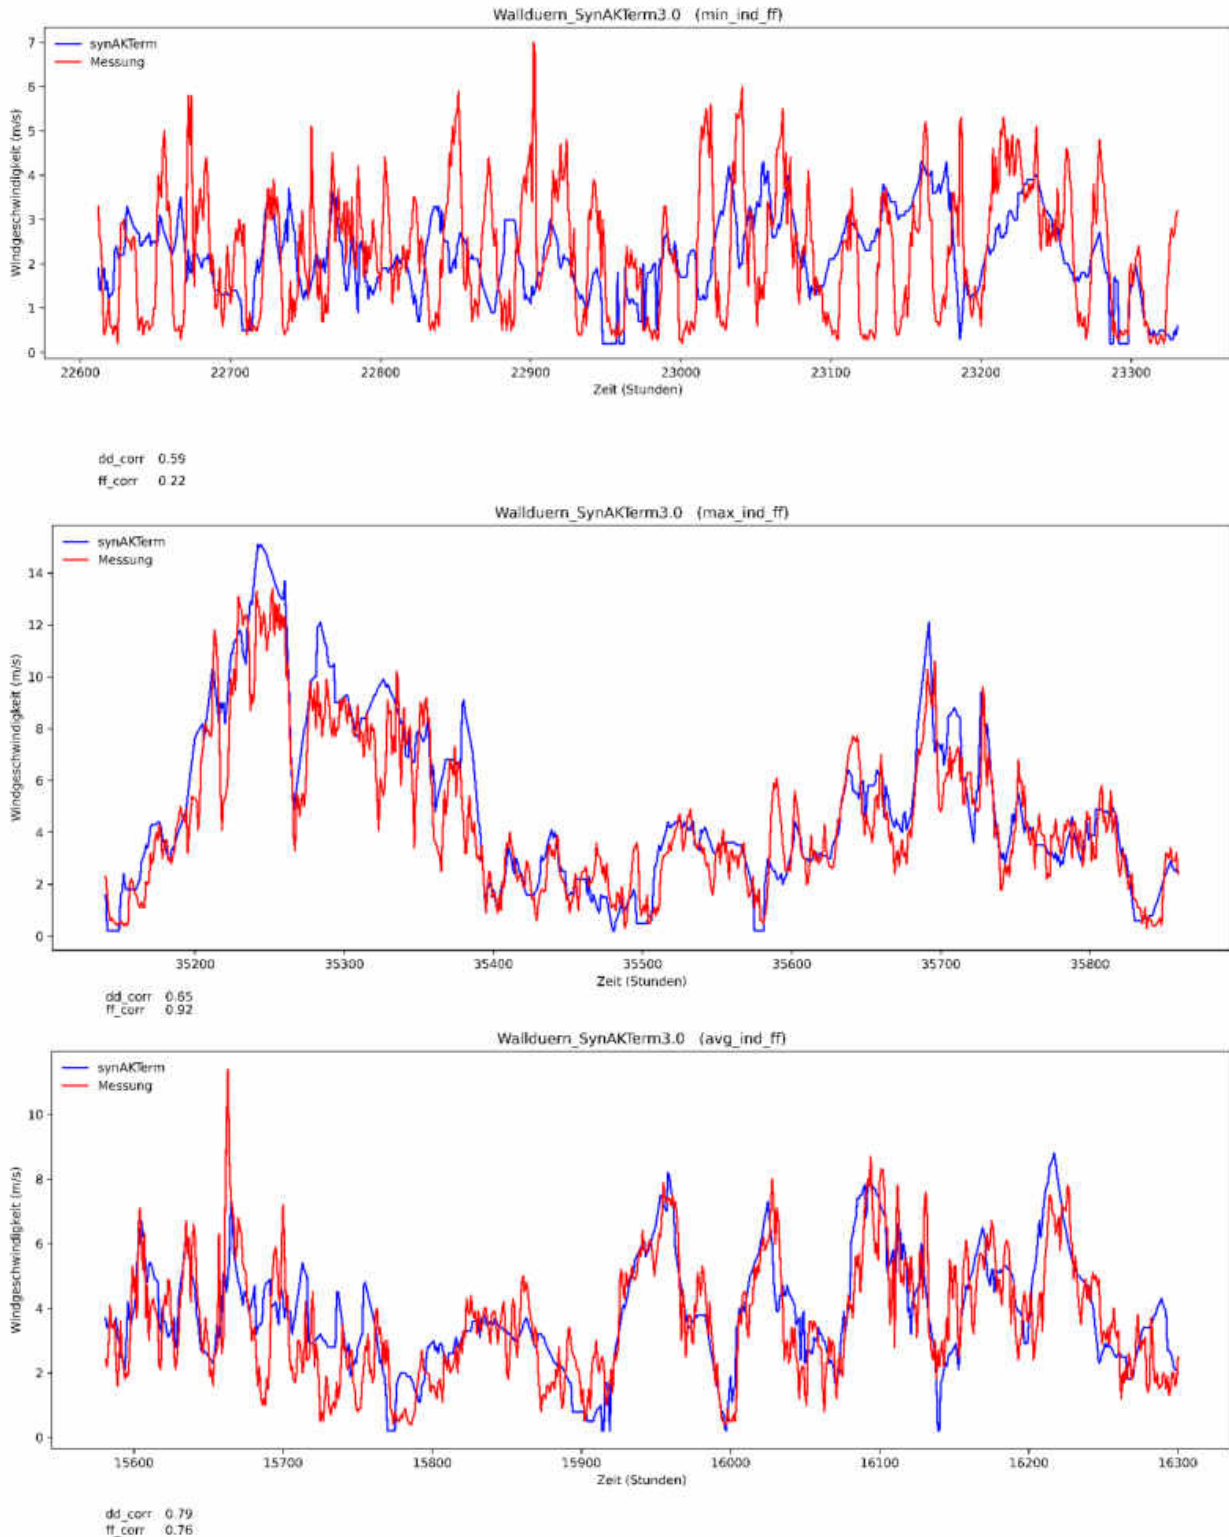 Wallduern_SynAKTerm3.0 (min_ind_ff)
synAKTerm
Messung
Windgeschwindigkeit (m/s)
7
6
5
4
3
2
1
0
22600 22700 22800 22900 23000 23100 23200 23300
Zeit (Stunden)
dd_corr 0.59
ff_corr 0.22
Wallduern_SynAKTerm3.0 (max_ind_ff)
synAKTerm
Messung
Windgeschwindigkeit (m/s)
14
12
10
8
6
4
2
0
35200 35300 35400 35500 35600 35700 35800
Zeit (Stunden)
dd_corr 0.65
ff_corr 0.92
Wallduern_SynAKTerm3.0 (avg_ind_ff)
synAKTerm
Messung
Windgeschwindigkeit (m/s)
10
8
6
4
2
0
15600 15700 15800 15900 16000 16100 16200 16300
Zeit (Stunden)
dd_corr 0.79
ff_corr 0.76